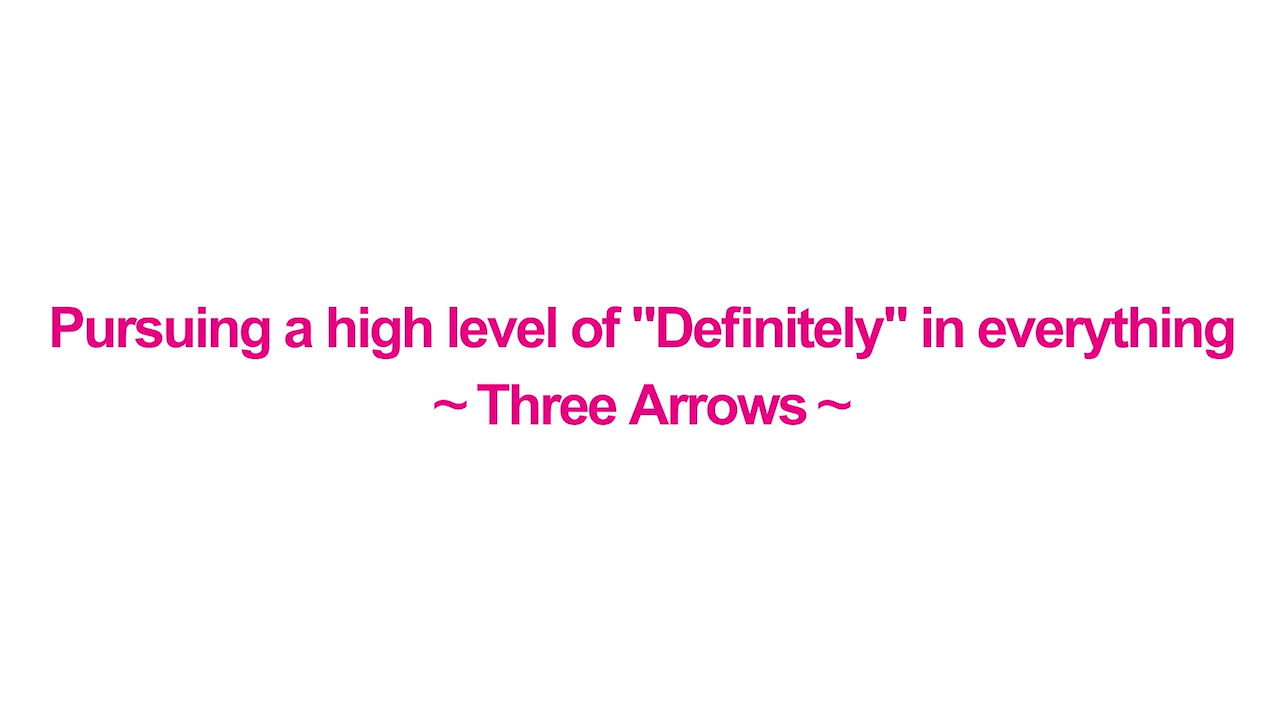 Pursuing a high level of "Definitely" in everything
~ Three Arrows ~